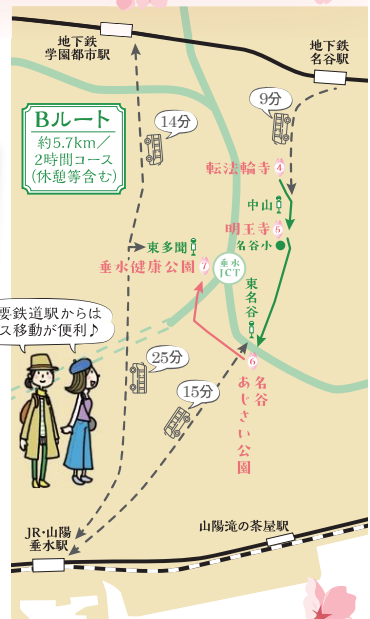 地下鉄
学園都市駅
地下鉄
名谷駅
Bルート
約5.7km／
2時間コース
(休憩等含む)
14分
9分
転法輪寺
4
中山
明王寺
5
名谷小
東多聞
垂水健康公園
7
垂水
JCT
東名谷
要鉄道駅からは
ス移動が便利♪
25分
15分
6
名谷
あじさい公園
JR・山陽
垂水駅
山陽滝の茶屋駅